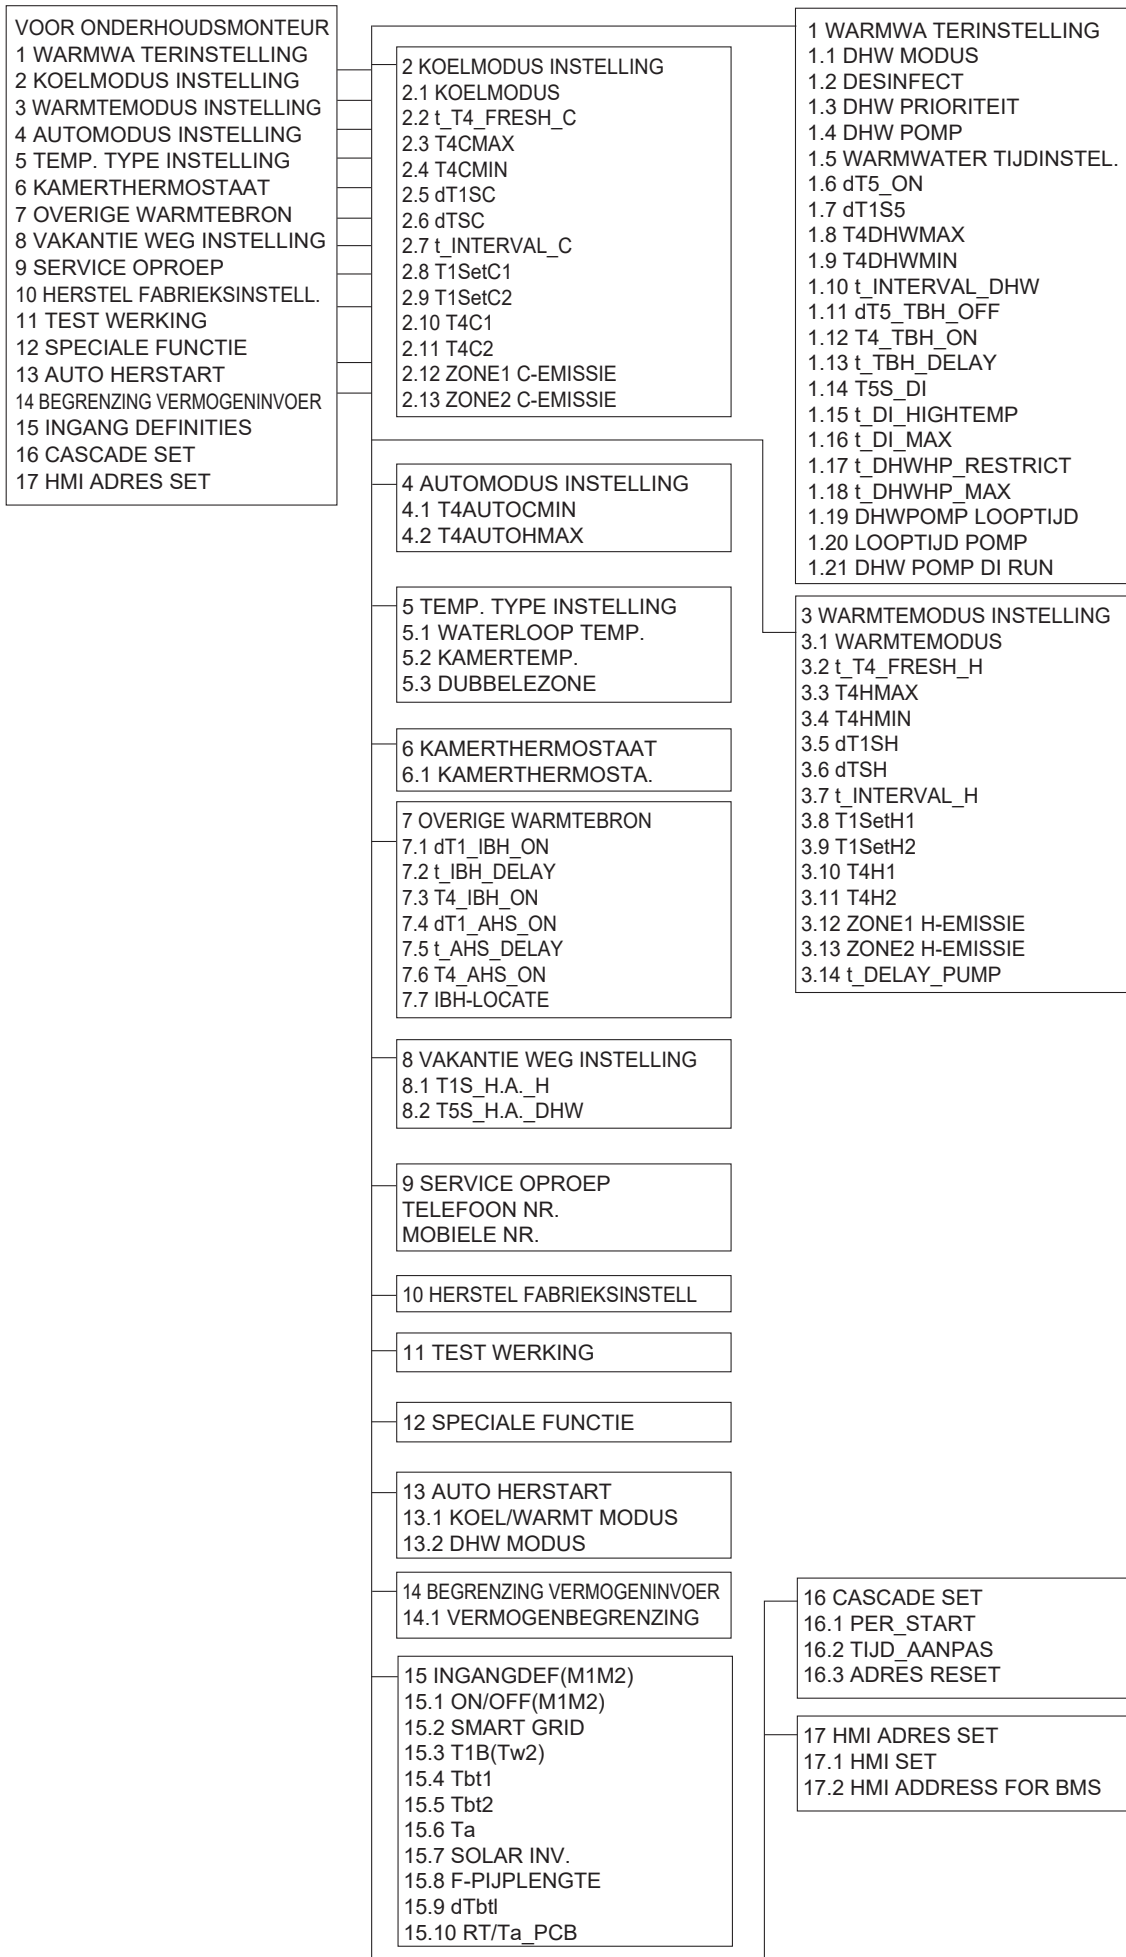 VOOR ONDERHOUDSMONTEUR
1 WARMWA TERINSTELLING
2 KOELMODUS INSTELLING
3 WARMTEMODUS INSTELLING
4 AUTOMODUS INSTELLING
5 TEMP. TYPE INSTELLING
6 KAMERTHERMOSTAAT
7 OVERIGE WARMTEBRON
8 VAKANTIE WEG INSTELLING
9 SERVICE OPROEP
10 HERSTEL FABRIEKSINSTELL.
11 TEST WERKING
12 SPECIALE FUNCTIE
13 AUTO HERSTART
14 BEGRENZING VERMOGENINVOER
15 INGANG DEFINITIES
16 CASCADE SET
17 HMI ADRES SET
1 WARMWA TERINSTELLING
1.1 DHW MODUS
1.2 DESINFECT
1.3 DHW PRIORITEIT
1.4 DHW POMP
1.5 WARMWATER TIJDINSTEL.
1.6 dT5_ON
1.7 dT1S5
1.8 T4DHWMAX
1.9 T4DHWMIN
1.10 t_INTERVAL_DHW
1.11 dT5_TBH_OFF
1.12 T4_TBH_ON
1.13 t_TBH_DELAY
1.14 T5S_DI
1.15 t_DI_HIGHTEMP
1.16 t_DI_MAX
1.17 t_DHWHP_RESTRICT
1.18 t_DHWHP_MAX
1.19 DHWPOMP LOOPTIJD
1.20 LOOPTIJD POMP
1.21 DHW POMP DI RUN
2 KOELMODUS INSTELLING
2.1 KOELMODUS
2.2 t_T4_FRESH_C
2.3 T4CMAX
2.4 T4CMIN
2.5 dT1SC
2.6 dTSC
2.7 t_INTERVAL_C
2.8 T1SetC1
2.9 T1SetC2
2.10 T4C1
2.11 T4C2
2.12 ZONE1 C-EMISSIE
2.13 ZONE2 C-EMISSIE
3 WARMTEMODUS INSTELLING
3.1 WARMTEMODUS
3.2 t_T4_FRESH_H
3.3 T4HMAX
3.4 T4HMIN
3.5 dT1SH
3.6 dTSH
3.7 t_INTERVAL_H
3.8 T1SetH1
3.9 T1SetH2
3.10 T4H1
3.11 T4H2
3.12 ZONE1 H-EMISSIE
3.13 ZONE2 H-EMISSIE
3.14 t_DELAY_PUMP
4 AUTOMODUS INSTELLING
4.1 T4AUTOCMIN
4.2 T4AUTOHMAX
5 TEMP. TYPE INSTELLING
5.1 WATERLOOP TEMP.
5.2 KAMERTEMP.
5.3 DUBBELEZONE
6 KAMERTHERMOSTAAT
6.1 KAMERTHERMOSTA.
7 OVERIGE WARMTEBRON
7.1 dT1_IBH_ON
7.2 t_IBH_DELAY
7.3 T4_IBH_ON
7.4 dT1_AHS_ON
7.5 t_AHS_DELAY
7.6 T4_AHS_ON
7.7 IBH-LOCATE
8 VAKANTIE WEG INSTELLING
8.1 T1S_H.A._H
8.2 T5S_H.A._DHW
9 SERVICE OPROEP
TELEFOON NR.
MOBIELE NR.
10 HERSTEL FABRIEKSINSTELL
11 TEST WERKING
12 SPECIALE FUNCTIE
13 AUTO HERSTART
13.1 KOEL/WARMT MODUS
13.2 DHW MODUS
14 BEGRENZING VERMOGENINVOER
14.1 VERMOGENBEGRENZING
15 INGANGDEF(M1M2)
15.1 ON/OFF(M1M2)
15.2 SMART GRID
15.3 T1B(Tw2)
15.4 Tbt1
15.5 Tbt2
15.6 Ta
15.7 SOLAR INV.
15.8 F-PIJPLENGTE
15.9 dTbtl
15.10 RT/Ta_PCB
16 CASCADE SET
16.1 PER_START
16.2 TIJD_AANPAS
16.3 ADRES RESET
17 HMI ADRES SET
17.1 HMI SET
17.2 HMI ADDRESS FOR BMS